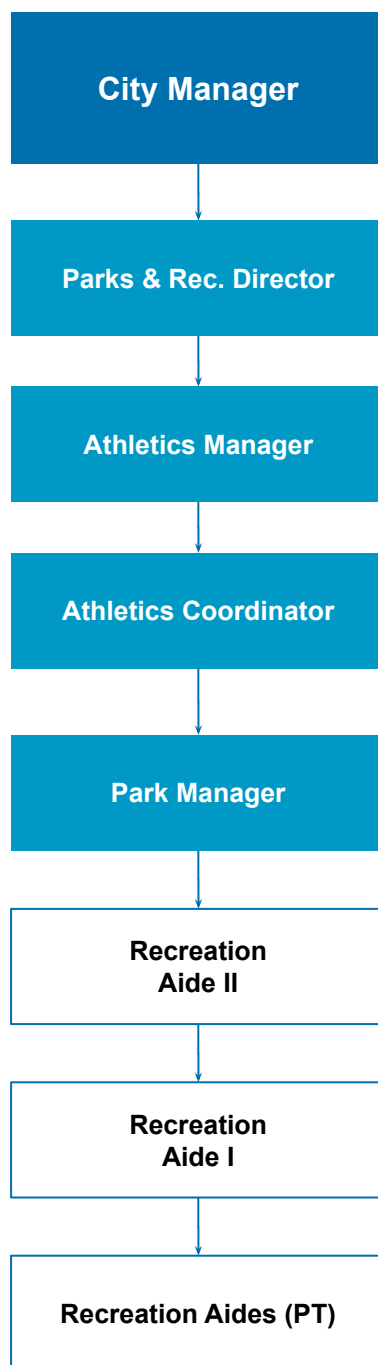 City Manager
Parks & Rec. Director
Athletics Manager
Athletics Coordinator
Park Manager
Recreation
Aide II
Recreation
Aide I
Recreation Aides (PT)